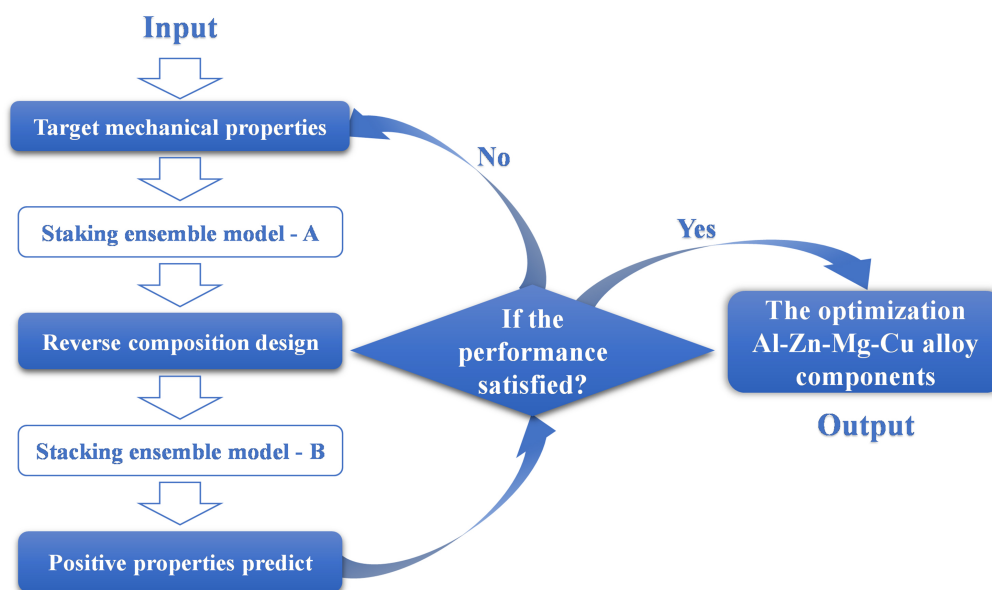 Input
Target mechanical properties
Staking ensemble model - A
Reverse composition design
Stacking ensemble model - B
Positive properties predict
No
If the
performance
satisfied?
Yes
The optimization
Al-Zn-Mg-Cu alloy
components
Output